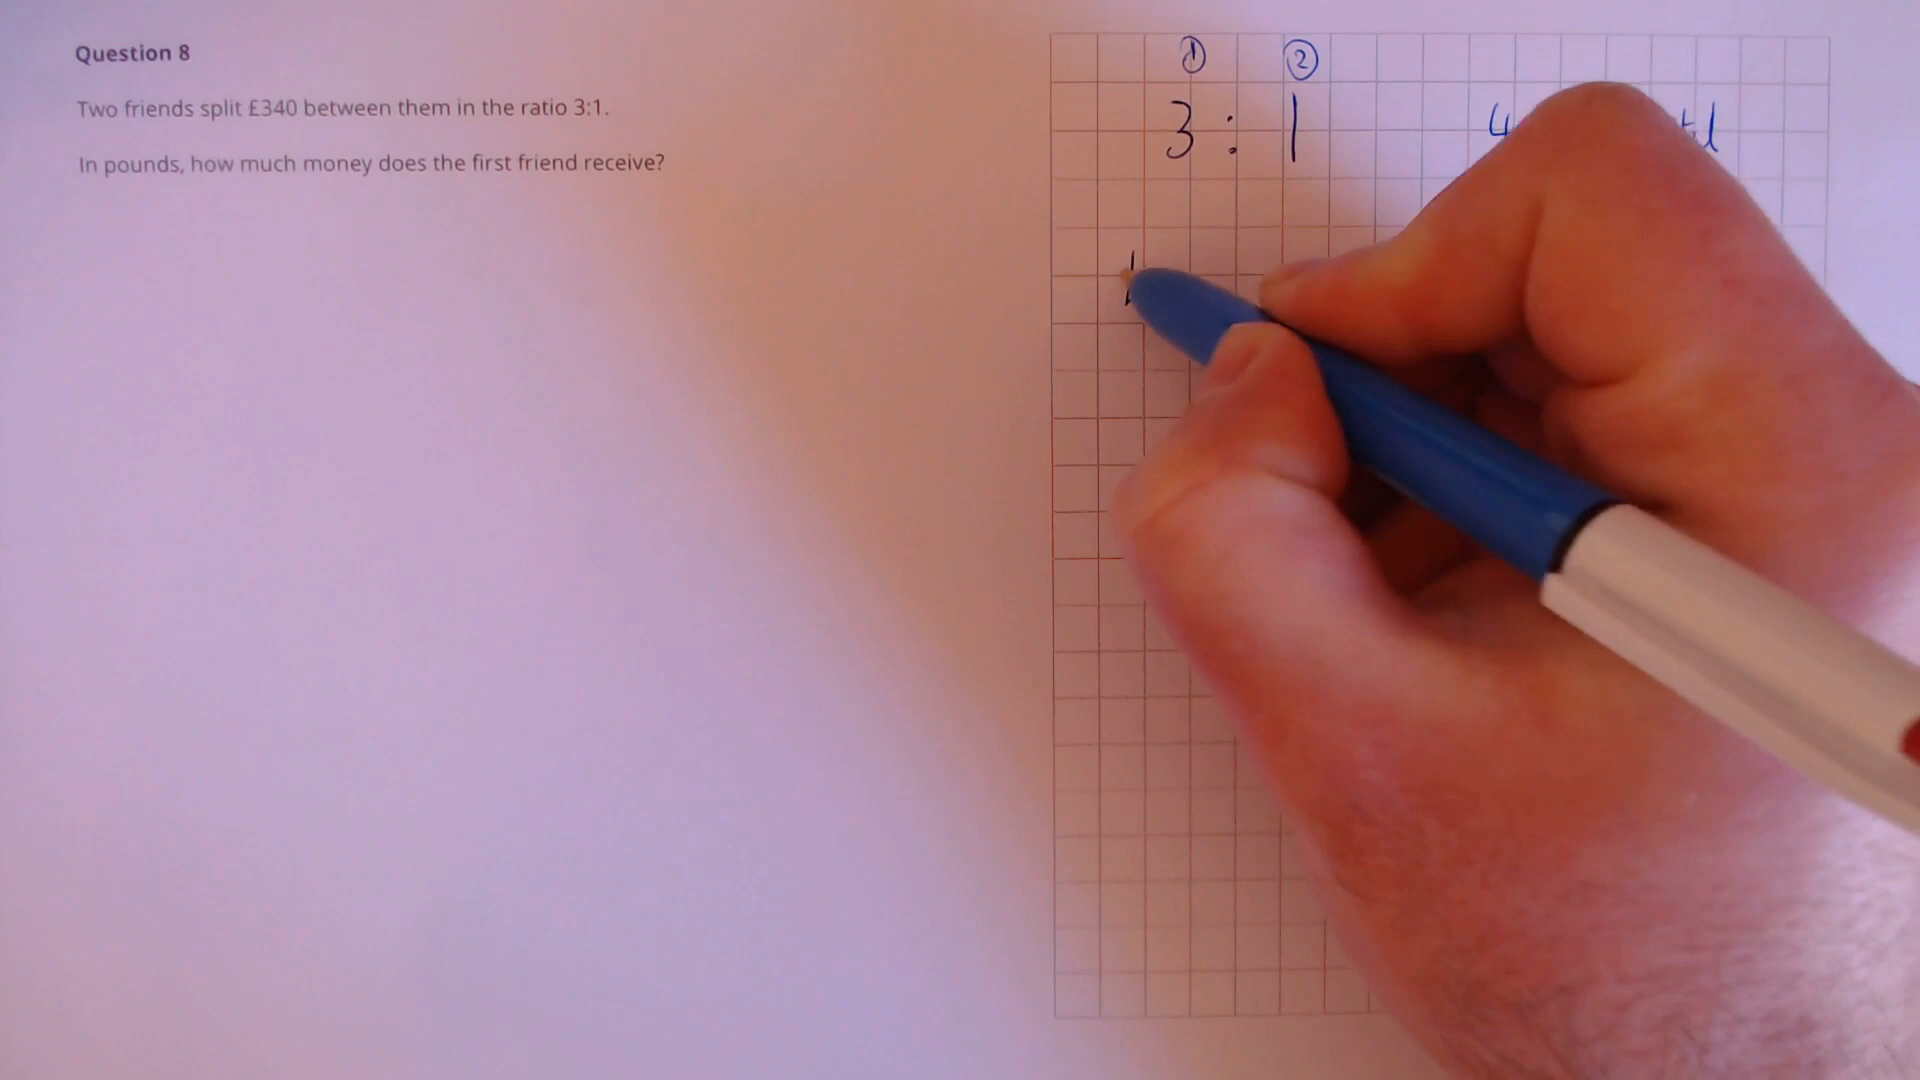 Question 8
Two friends split £340 between them in the ratio 3:1.
In pounds, how much money does the first friend receive?
1 2
3 : 1 4